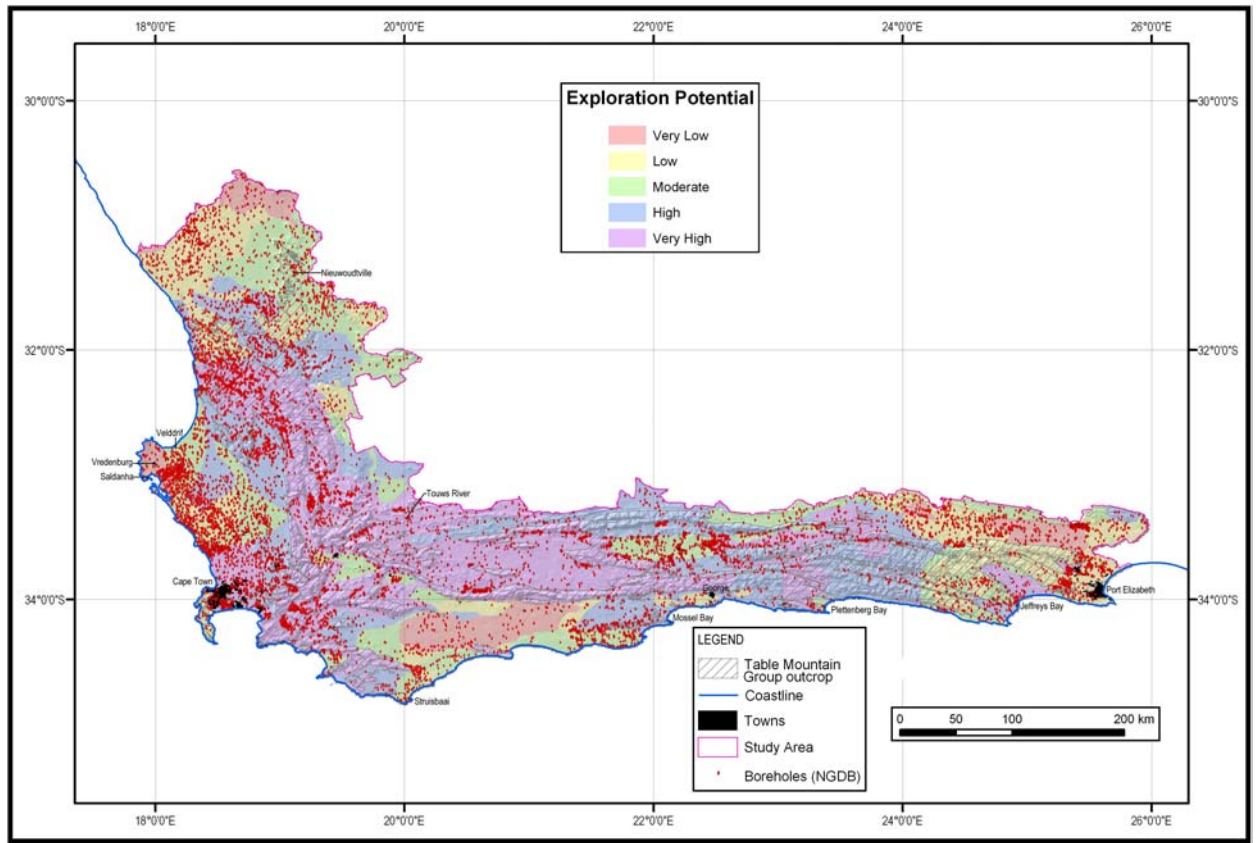 18°0'0"E 20°0'0"E 22°0'0"E 24°0'0"E 26°0'0"E
30°0'0"S 30°0'0"S
Exploration Potential
Very Low
Low
Moderate
High
Very High
Nieuwoudtville
32°0'0"S 32°0'0"S
Velddrif
Vredenburg
Saldanha
Touws River
Cape Town
34°0'0"S 34°0'0"S
Port Elizabeth
Mossel Bay
Plettenberg Bay
Jeffreys Bay
Struisbaai
LEGEND
Table Mountain
Group outcrop
Coastline
Towns
Study Area
Boreholes (NGDB)
0 50 100 200 km
18°0'0"E 20°0'0"E 22°0'0"E 24°0'0"E 26°0'0"E